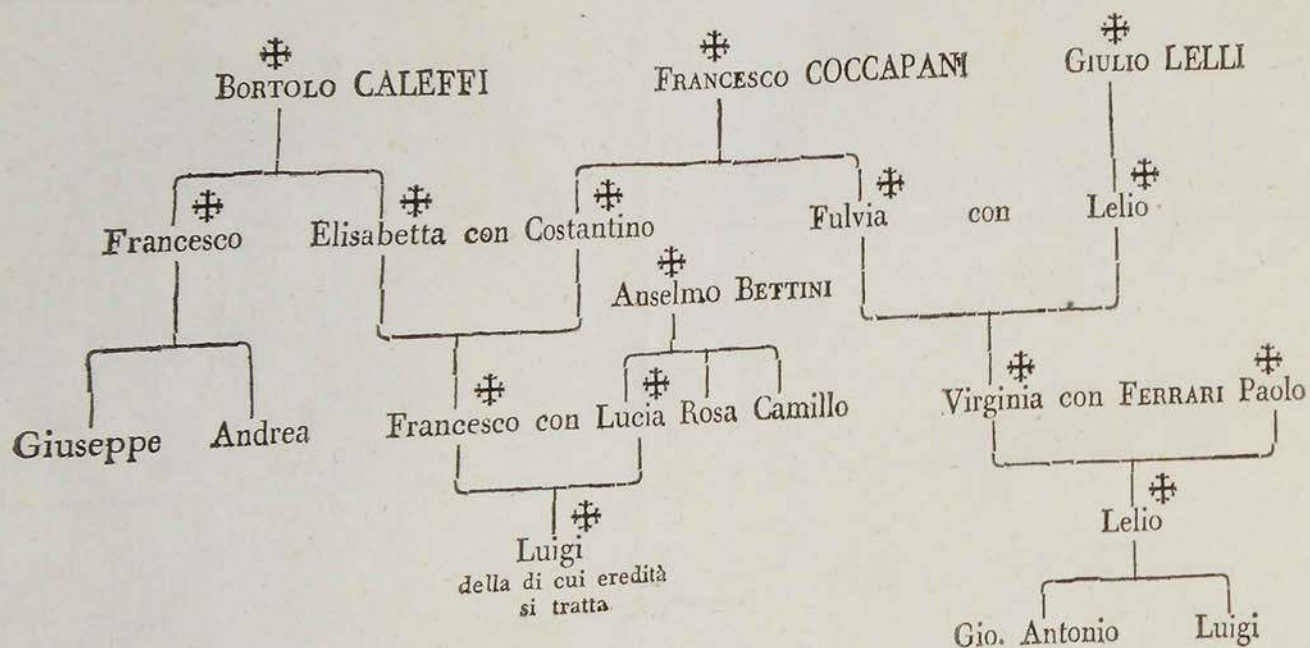 BORTOLO CALEFFI
FRANCESCO COCCAPANI
GIULIO LELLI
Francesco
Elisabetta con Costantino
Fulvia con Lelio
Anselmo BETTINI
Giuseppe
Andrea
Francesco con Lucia Rosa Camillo
Virginia con FERRARI Paolo
Luigi
della di cui eredità
si tratta
Lelio
Gio. Antonio
Luigi